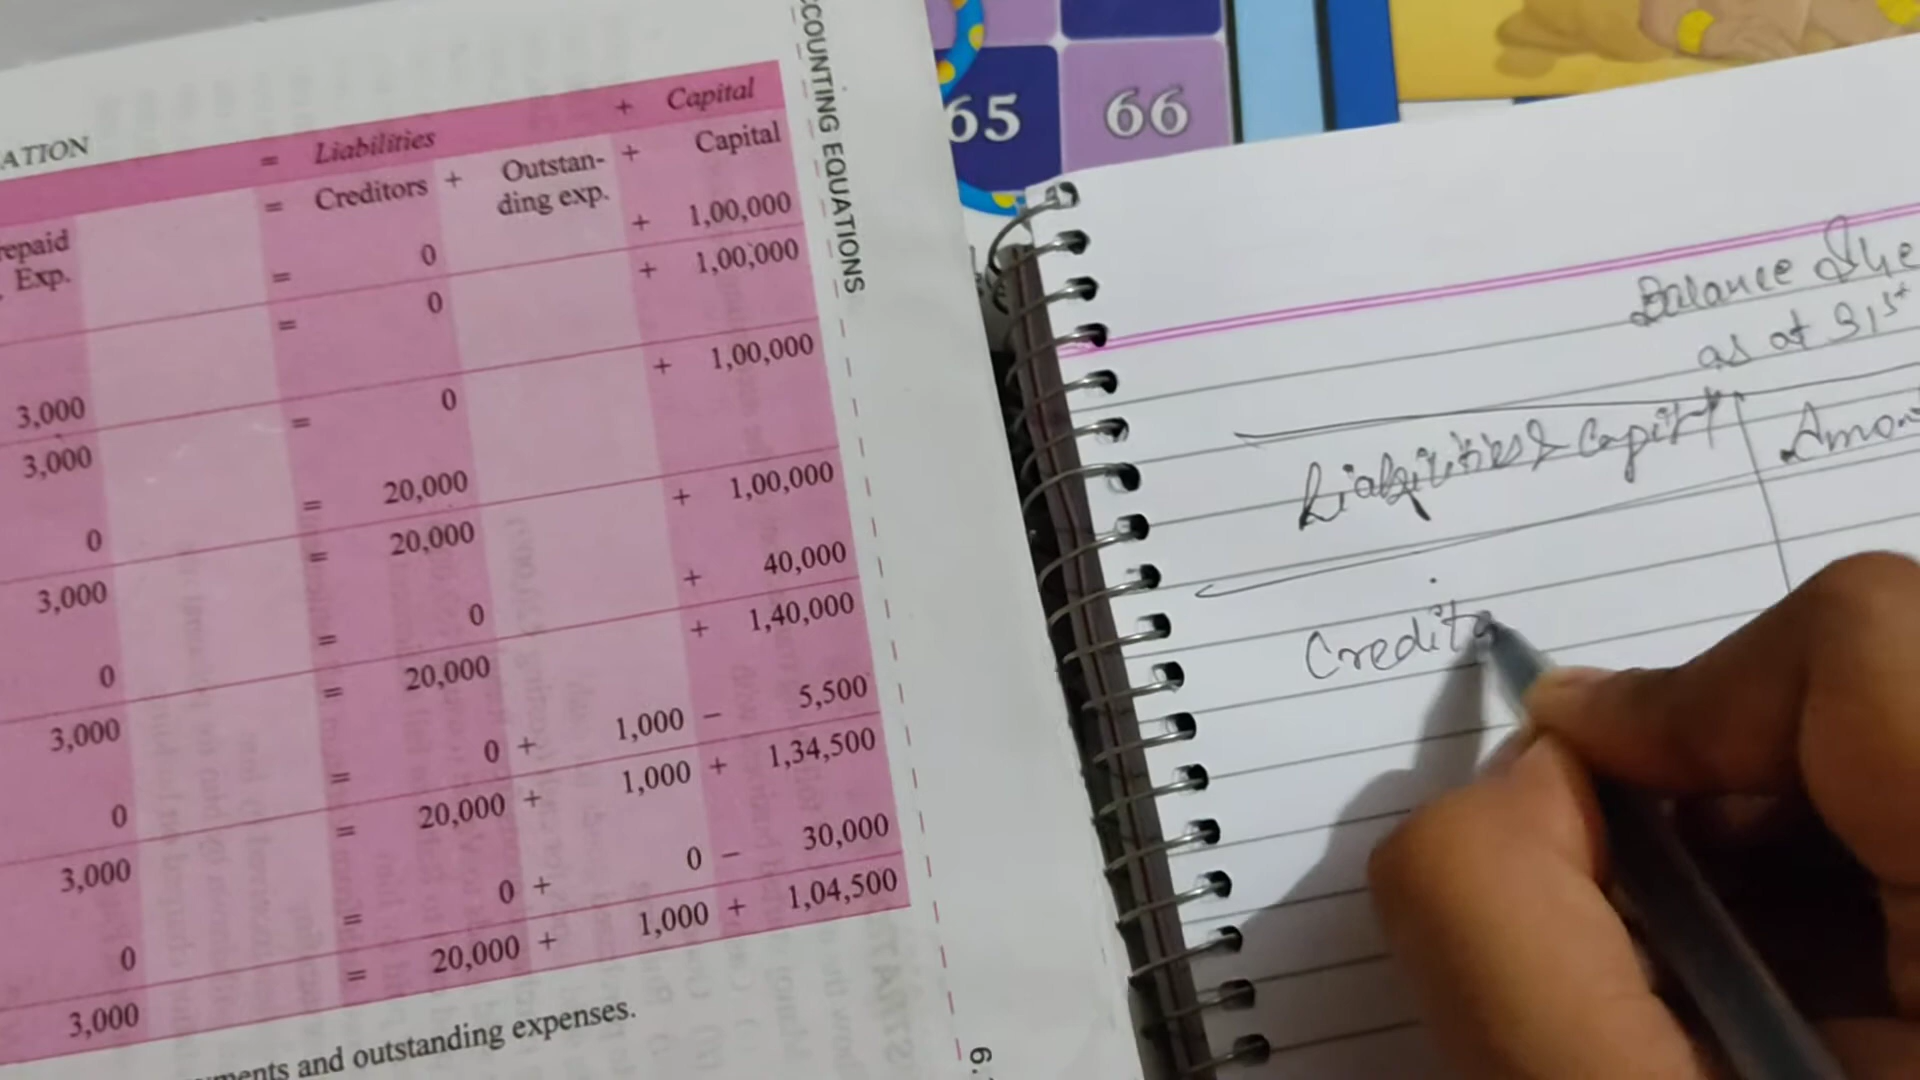 ATION
= Liabilities + Capital
repaid Exp. = Creditors + Outstan- ding exp. + Capital
= 0 + 1,00,000
= 0 + 1,00,000
3,000 = 0 + 1,00,000
3,000
0 = 20,000
3,000 = 20,000 + 1,00,000
0 = 0 + 40,000
3,000 = 20,000 + 1,40,000
0 = 0 + 1,000 − 5,500
3,000 = 20,000 + 1,000 + 1,34,500
0 = 0 + 0 − 30,000
3,000 = 20,000 + 1,000 + 1,04,500
ments and outstanding expenses.
COUNTING EQUATIONS
6.
65 66
Balance She
as at 31st
Liabilities & Capital Amon
Credito